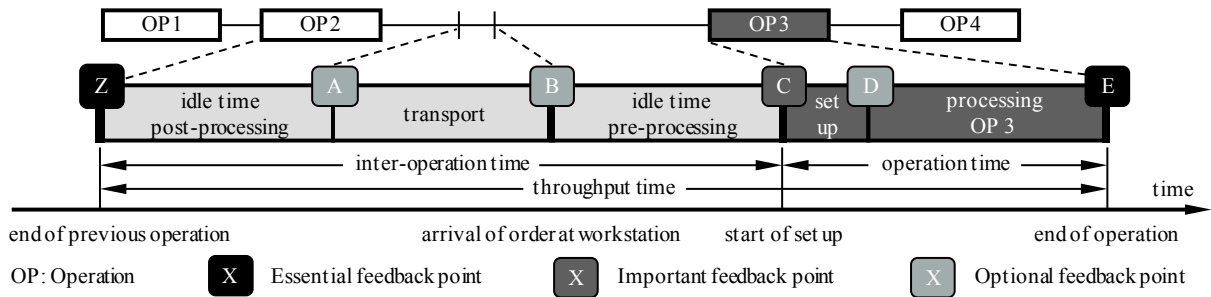 OP1 OP2 OP3 OP4
Z A B C D E
idle time post-processing
transport
idle time pre-processing
set up
processing OP 3
inter-operation time operation time
throughput time
time
end of previous operation arrival of order at workstation start of set up end of operation
OP: Operation X Essential feedback point X Important feedback point X Optional feedback point